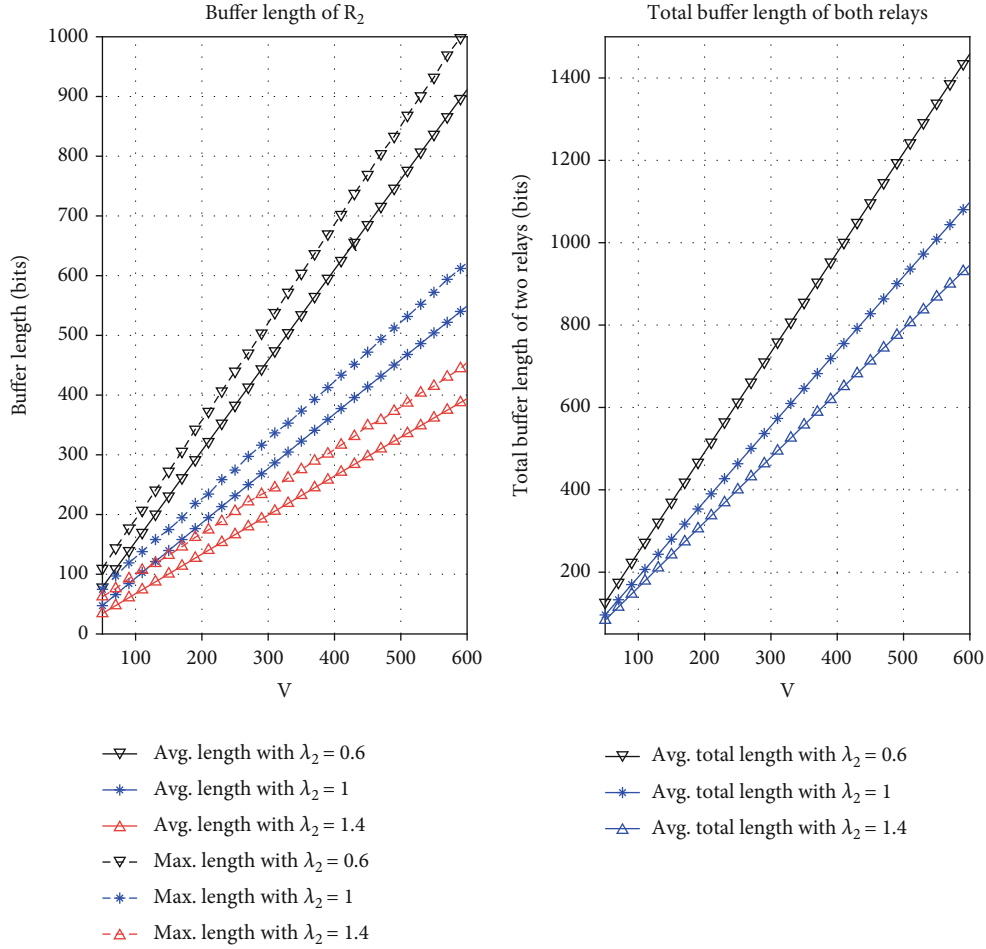 Buffer length of R₂
1000
900
800
700
600
500
400
300
200
100
0
Buffer length (bits)
100
200
300
400
500
600
V
Avg. length with λ₂ = 0.6
Avg. length with λ₂ = 1
Avg. length with λ₂ = 1.4
Max. length with λ₂ = 0.6
Max. length with λ₂ = 1
Max. length with λ₂ = 1.4
Total buffer length of both relays
1400
1200
1000
800
600
400
200
Total buffer length of two relays (bits)
100
200
300
400
500
600
V
Avg. total length with λ₂ = 0.6
Avg. total length with λ₂ = 1
Avg. total length with λ₂ = 1.4